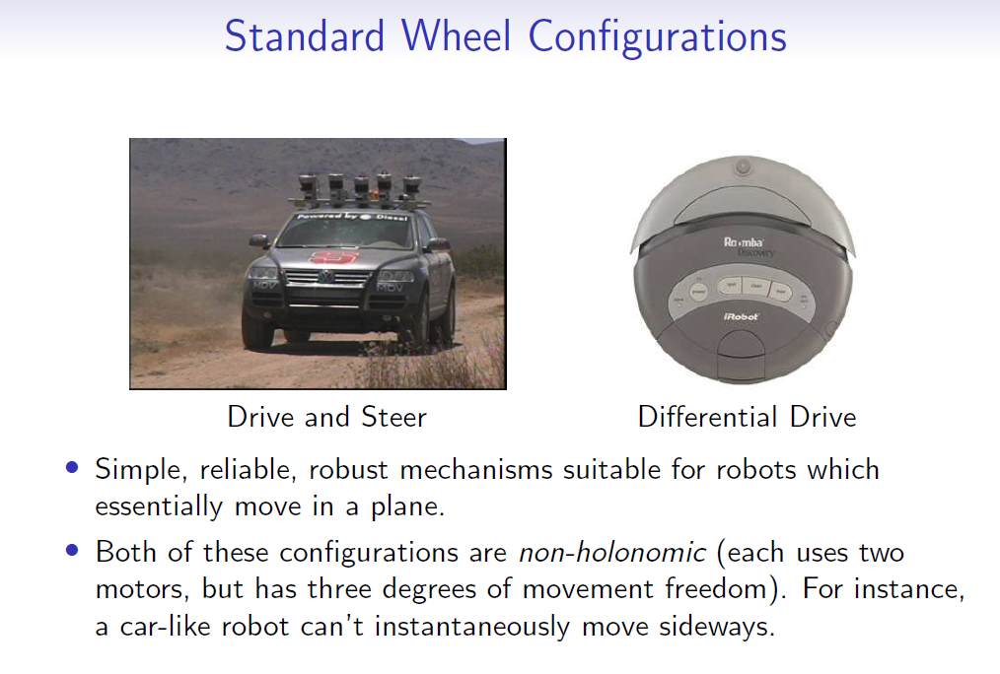 Standard Wheel Configurations
Powered by Diesel
MDV
MDV
Roomba
Discovery
iRobot
Drive and Steer
Differential Drive
• Simple, reliable, robust mechanisms suitable for robots which
essentially move in a plane.
• Both of these configurations are non-holonomic (each uses two
motors, but has three degrees of movement freedom). For instance,
a car-like robot can't instantaneously move sideways.